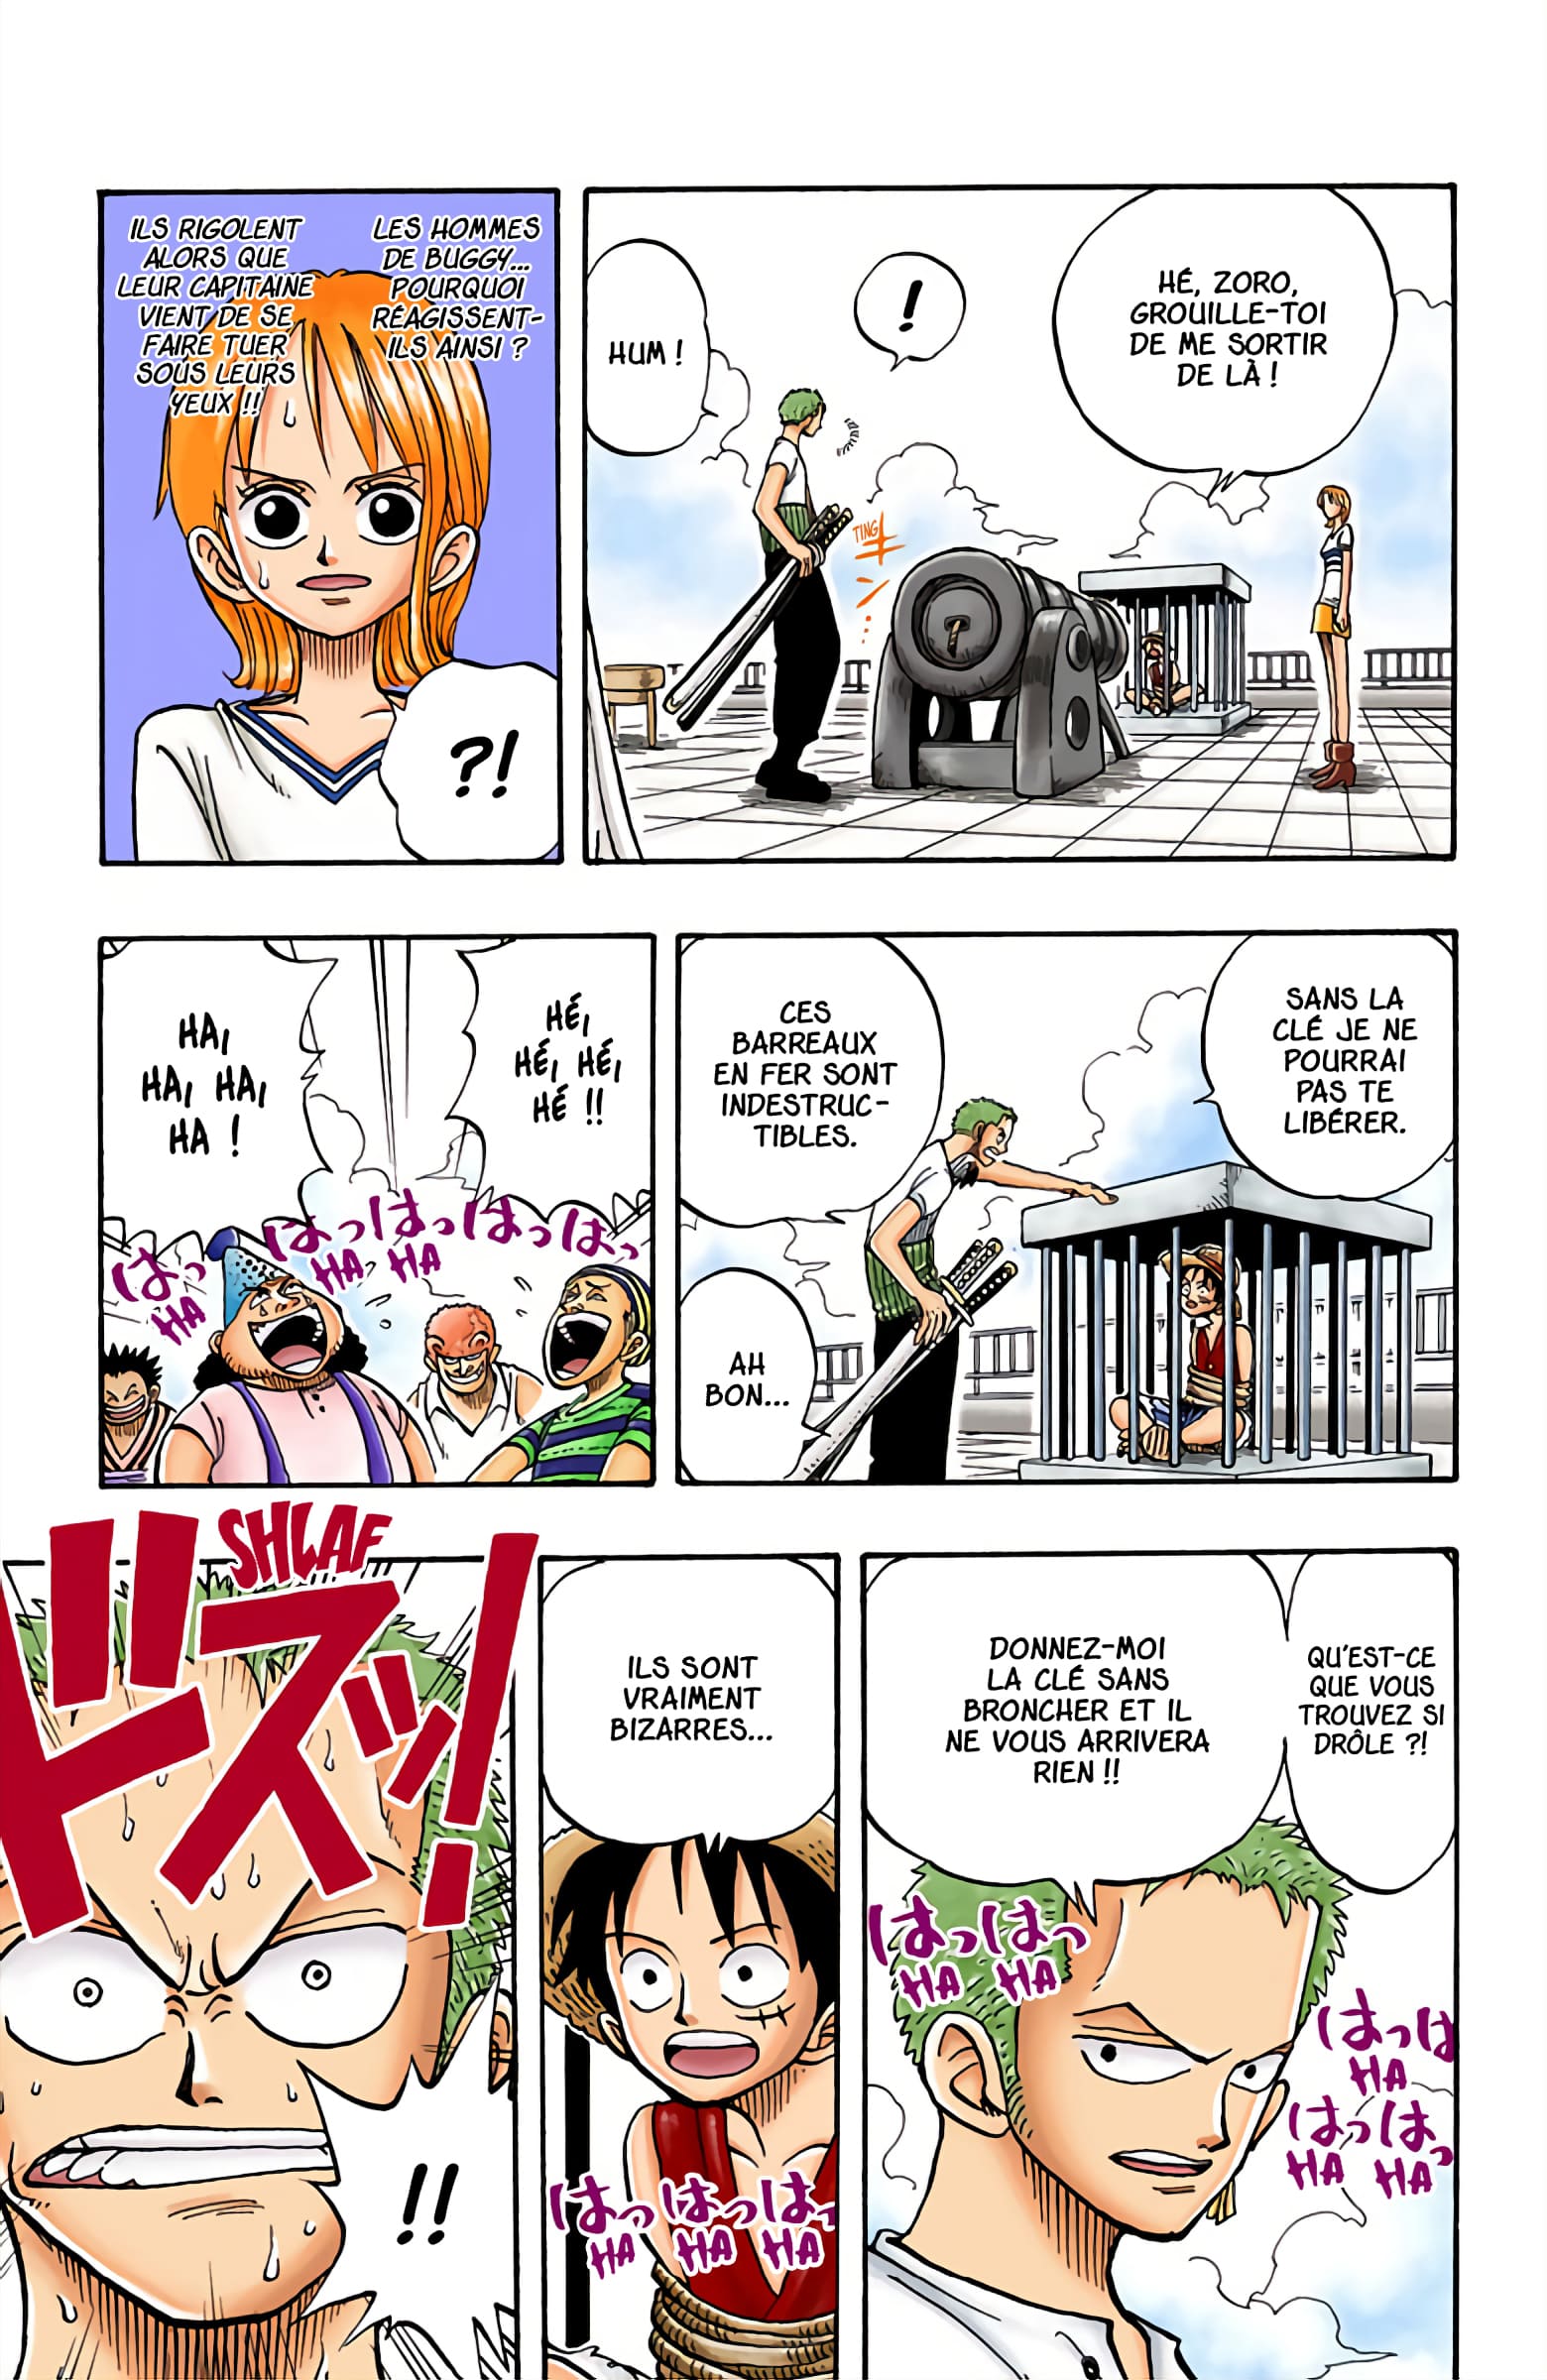 HÉ, ZORO,
GROUILLE-TOI
DE ME SORTIR
DE LÀ !
!
HUM !
TING
キン…
LES HOMMES
DE BUGGY...
POURQUOI
RÉAGISSENT-
ILS AINSI ?
ILS RIGOLENT
ALORS QUE
LEUR CAPITAINE
VIENT DE SE
FAIRE TUER
SOUS LEURS
YEUX !!
?!
SANS LA
CLÉ JE NE
POURRAI
PAS TE
LIBÉRER.
CES
BARREAUX
EN FER SONT
INDESTRUC-
TIBLES.
AH
BON...
HÉ,
HÉ, HÉ,
HÉ !!
HA,
HA, HA,
HA !
はっはっはっはっ
HA HA
はっ
HA
QU'EST-CE
QUE VOUS
TROUVEZ SI
DRÔLE ?!
DONNEZ-MOI
LA CLÉ SANS
BRONCHER ET IL
NE VOUS ARRIVERA
RIEN !!
はっはっ
HA HA
はっは
HA
はっはっ
HA HA
ILS SONT
VRAIMENT
BIZARRES...
はっはっはっ
HA HA HA
SHLAF
ドスッ!
!!